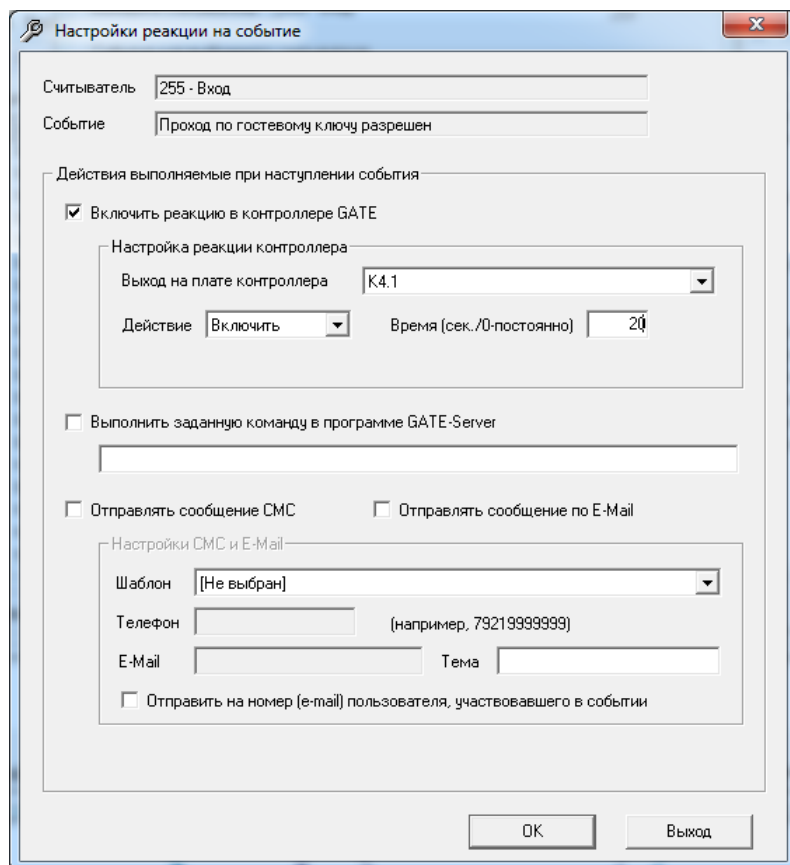 Настройки реакции на событие
Считыватель 255 - Вход
Событие Проход по гостевому ключу разрешен
Действия выполняемые при наступлении события
Включить реакцию в контроллере GATE
Настройка реакции контроллера
Выход на плате контроллера K4.1
Действие Включить Время (сек./0-постоянно) 20
Выполнить заданную команду в программе GATE-Server
Отправлять сообщение СМС Отправлять сообщение по E-Mail
Настройки СМС и E-Mail
Шаблон [Не выбран]
Телефон (например, 79219999999)
E-Mail Тема
Отправить на номер (e-mail) пользователя, участвовавшего в событии
OK Выход